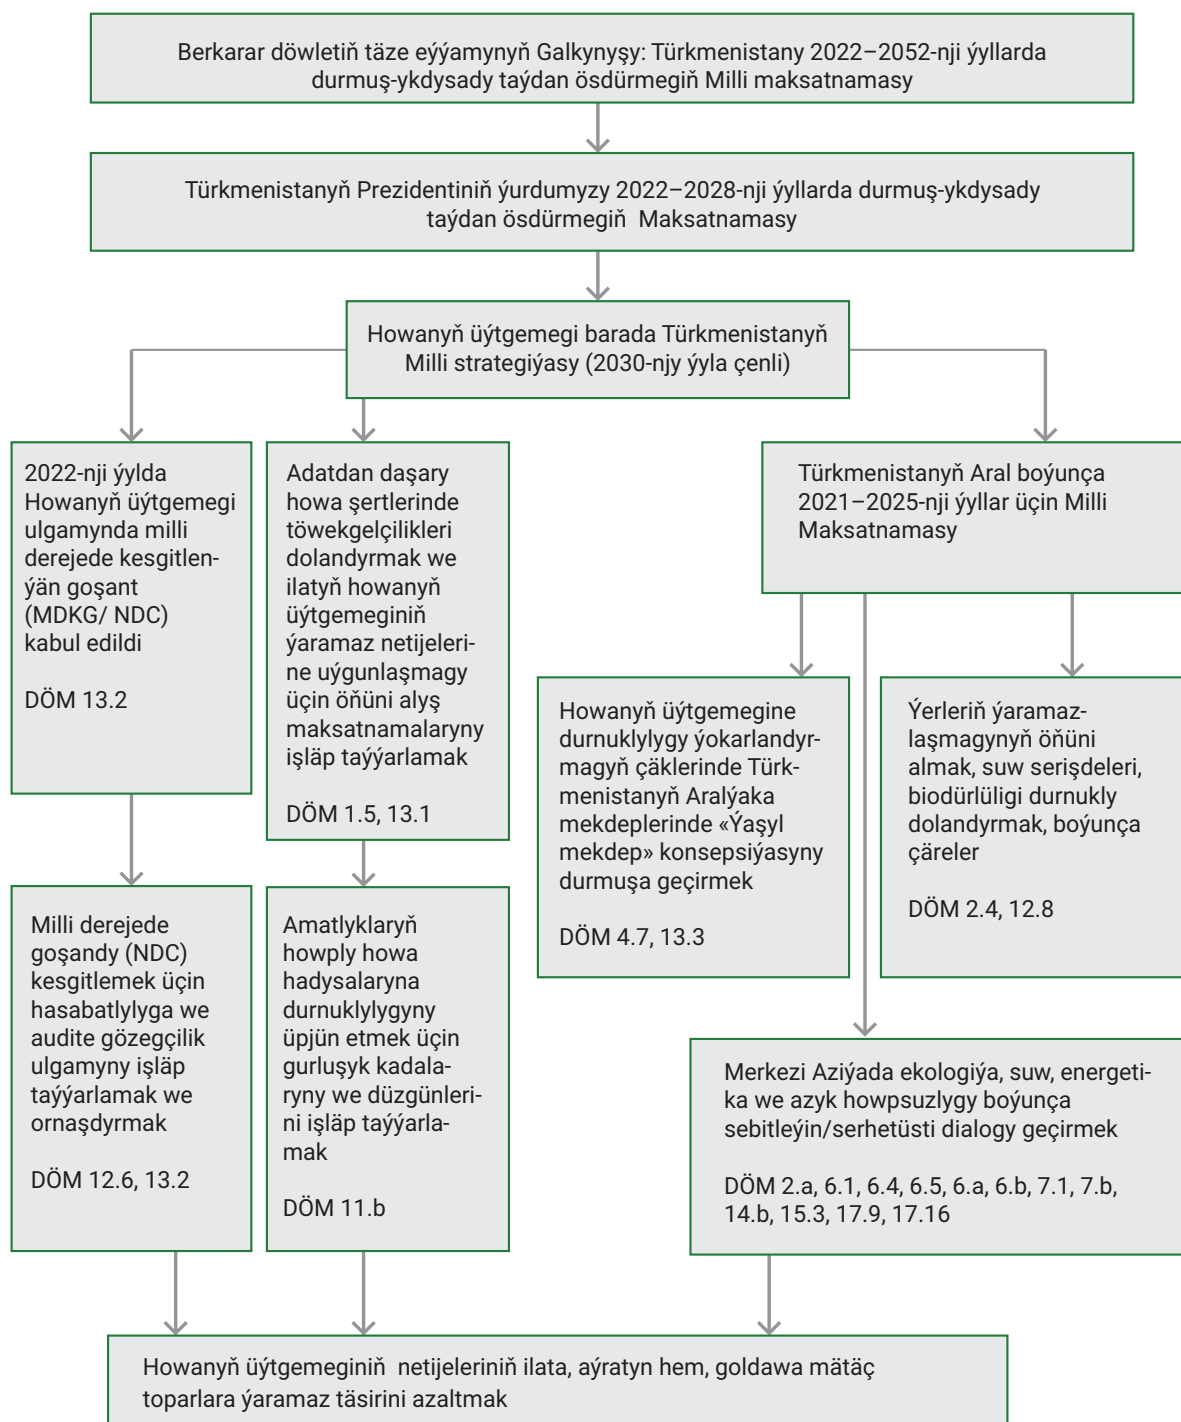 Berkarar döwletiň täze eýýamynyň Galkynyşy: Türkmenistany 2022–2052-nji ýyllarda
durmuş-ykdysady taýdan ösdürmegiň Milli maksatnamasy
Türkmenistanyň Prezidentiniň ýurdumyzy 2022–2028-nji ýyllarda durmuş-ykdysady
taýdan ösdürmegiň Maksatnamasy
Howanyň üýtgemegi barada Türkmenistanyň
Milli strategiýasy (2030-njy ýyla çenli)
2022-nji ýylda
Howanyň üýtgemegi
ulgamynda milli
derejede kesgitlen-
ýän goşant
(MDKG/ NDC)
kabul edildi
DÖM 13.2
Adatdan daşary
howa şertlerinde
töwekgelçilikleri
dolandyrmak we
ilatyň howanyň
üýtgemeginiň
ýaramaz netijeleri-
ne uýgunlaşmagy
üçin öňüni alyş
maksatnamalaryny
işläp taýýarlamak
DÖM 1.5, 13.1
Türkmenistanyň Aral boýunça
2021–2025-nji ýyllar üçin Milli
Maksatnamasy
Howanyň üýtgemegine
durnuklylygy ýokarlandyr-
magyň çäklerinde Türk-
menistanyň Aralýaka
mekdeplerinde «Ýaşyl
mekdep» konsepsiýasyny
durmuşa geçirmek
DÖM 4.7, 13.3
Ýerleriň ýaramaz-
laşmagynyň öňüni
almak, suw serişdeleri,
biodürlüligi durnukly
dolandyrmak, boýunça
çäreler
DÖM 2.4, 12.8
Milli derejede
goşandy (NDC)
kesgitlemek üçin
hasabatlylyga we
audite gözegçilik
ulgamyny işläp
taýýarlamak we
ornaşdyrmak
DÖM 12.6, 13.2
Amatlyklaryň
howply howa
hadysalaryna
durnuklylygyny
üpjün etmek üçin
gurluşyk kadala-
ryny we düzgünleri-
ni işläp taýýarla-
mak
DÖM 11.b
Merkezi Aziýada ekologiýa, suw, energeti-
ka we azyk howpsuzlygy boýunça
sebitleýin/serhetüsti dialogy geçirmek
DÖM 2.a, 6.1, 6.4, 6.5, 6.a, 6.b, 7.1, 7.b,
14.b, 15.3, 17.9, 17.16
Howanyň üýtgemeginiň netijeleriniň ilata, aýratyn hem, goldawa mätäç
toparlara ýaramaz täsirini azaltmak